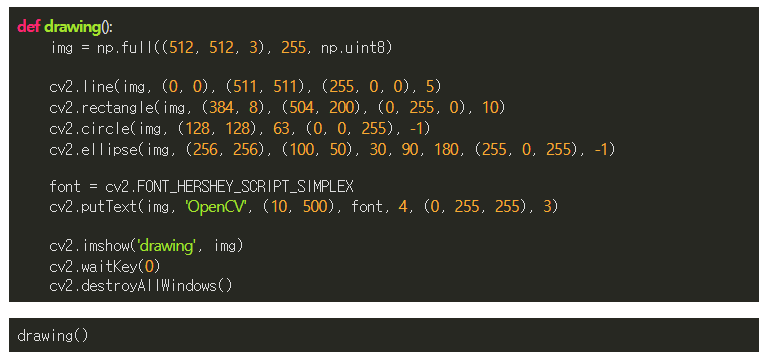 def drawing():
    img = np.full((512, 512, 3), 255, np.uint8)

    cv2.line(img, (0, 0), (511, 511), (255, 0, 0), 5)
    cv2.rectangle(img, (384, 8), (504, 200), (0, 255, 0), 10)
    cv2.circle(img, (128, 128), 63, (0, 0, 255), -1)
    cv2.ellipse(img, (256, 256), (100, 50), 30, 90, 180, (255, 0, 255), -1)

    font = cv2.FONT_HERSHEY_SCRIPT_SIMPLEX
    cv2.putText(img, 'OpenCV', (10, 500), font, 4, (0, 255, 255), 3)

    cv2.imshow('drawing', img)
    cv2.waitKey(0)
    cv2.destroyAllWindows()

drawing()